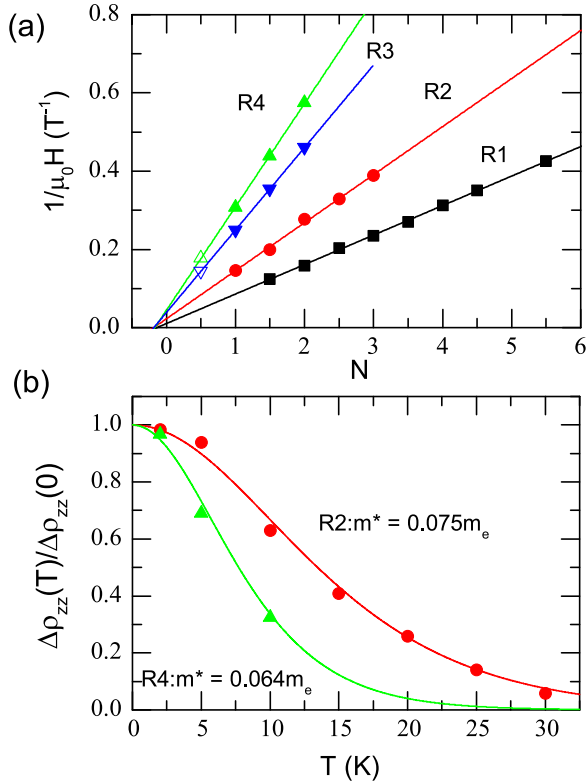 (a)
0.8
0.6
0.4
0.2
0.0
1/μ₀H (T⁻¹)
R4
R3
R2
R1
0 1 2 3 4 5 6
N
(b)
1.0
0.8
0.6
0.4
0.2
0.0
Δρzz(T)/Δρzz(0)
R2:m* = 0.075mₑ
R4:m* = 0.064mₑ
0 5 10 15 20 25 30
T (K)